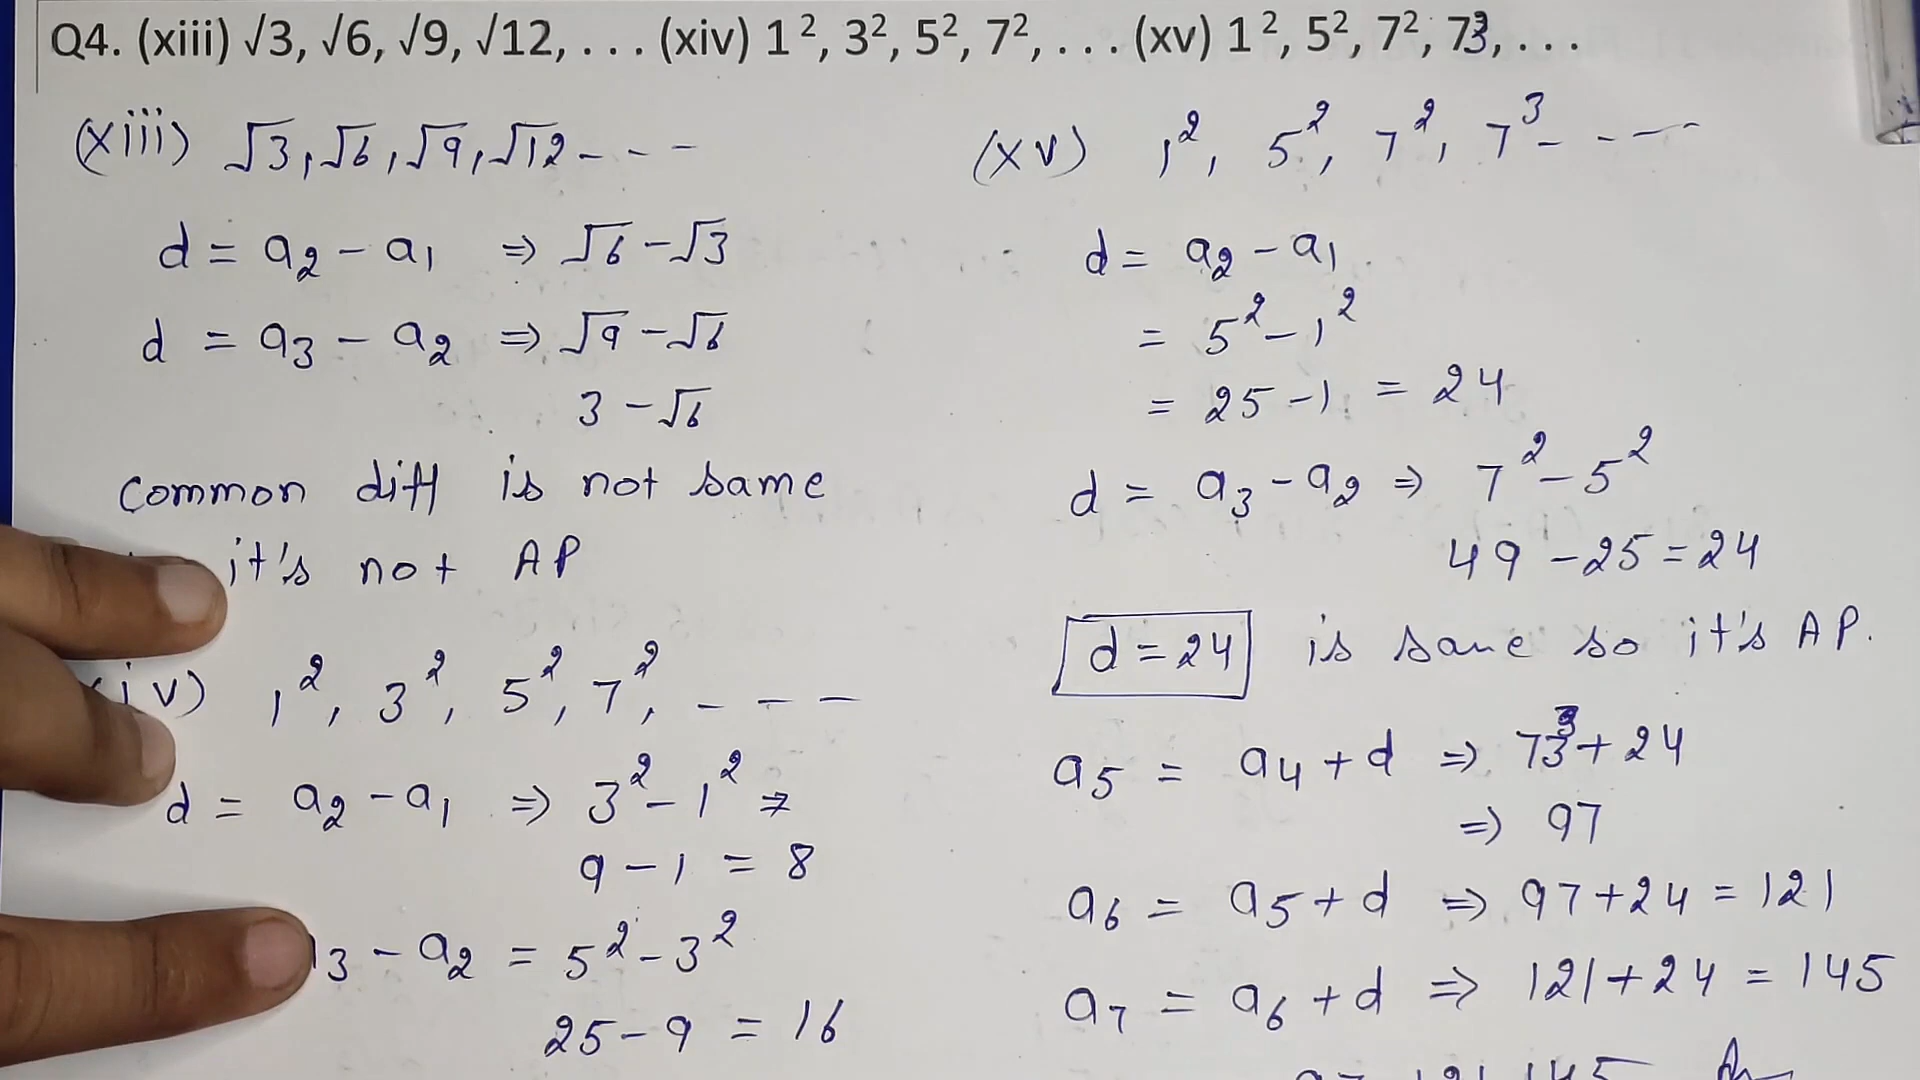 Q4. (xiii) √3, √6, √9, √12, . . . (xiv) 1², 3², 5², 7², . . . (xv) 1², 5², 7², 73, . . .
(xiii) √3, √6, √9, √12 - - -
d = a₂ - a₁ ⇒ √6 - √3
d = a₃ - a₂ ⇒ √9 - √6
3 - √6
common diff is not same
it's not AP
iv) 1², 3², 5², 7², - - -
d = a₂ - a₁ ⇒ 3² - 1² ⇒
9 - 1 = 8
3 - a₂ = 5² - 3²
25 - 9 = 16
(xv) 1², 5², 7², 7³ - - - -
d = a₂ - a₁
= 5² - 1²
= 25 - 1 = 24
d = a₃ - a₂ ⇒ 7² - 5²
49 - 25 = 24
d = 24 is same so it's AP.
a₅ = a₄ + d ⇒ 73 + 24
⇒ 97
a₆ = a₅ + d ⇒ 97 + 24 = 121
a₇ = a₆ + d ⇒ 121 + 24 = 145